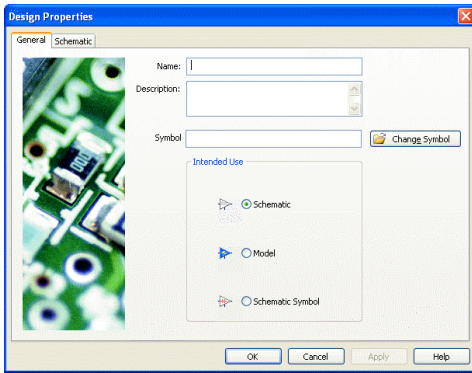 Design Properties
General Schematic
Name:
Description:
Symbol
Change Symbol
Intended Use
Schematic
Model
Schematic Symbol
OK Cancel Apply Help